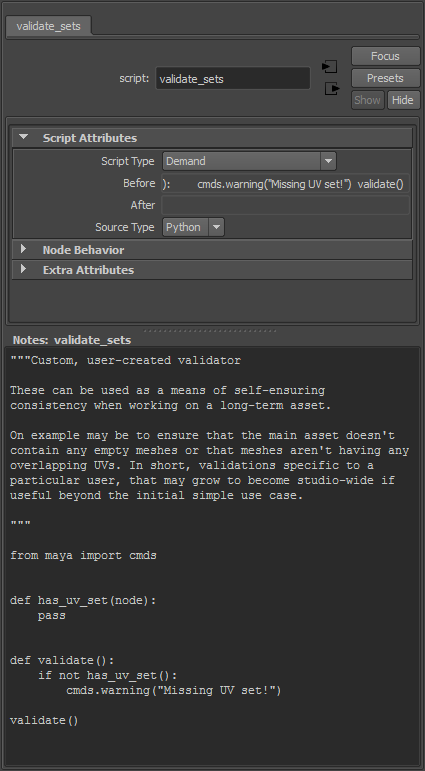 validate_sets
script: validate_sets
Focus
Presets
Show Hide
Script Attributes
Script Type Demand
Before ): cmds.warning("Missing UV set!") validate()
After
Source Type Python
Node Behavior
Extra Attributes
Notes: validate_sets
"""Custom, user-created validator
These can be used as a means of self-ensuring
consistency when working on a long-term asset.
On example may be to ensure that the main asset doesn't
contain any empty meshes or that meshes aren't having any
overlapping UVs. In short, validations specific to a
particular user, that may grow to become studio-wide if
useful beyond the initial simple use case.
"""
from maya import cmds
def has_uv_set(node):
    pass
def validate():
    if not has_uv_set():
        cmds.warning("Missing UV set!")
validate()